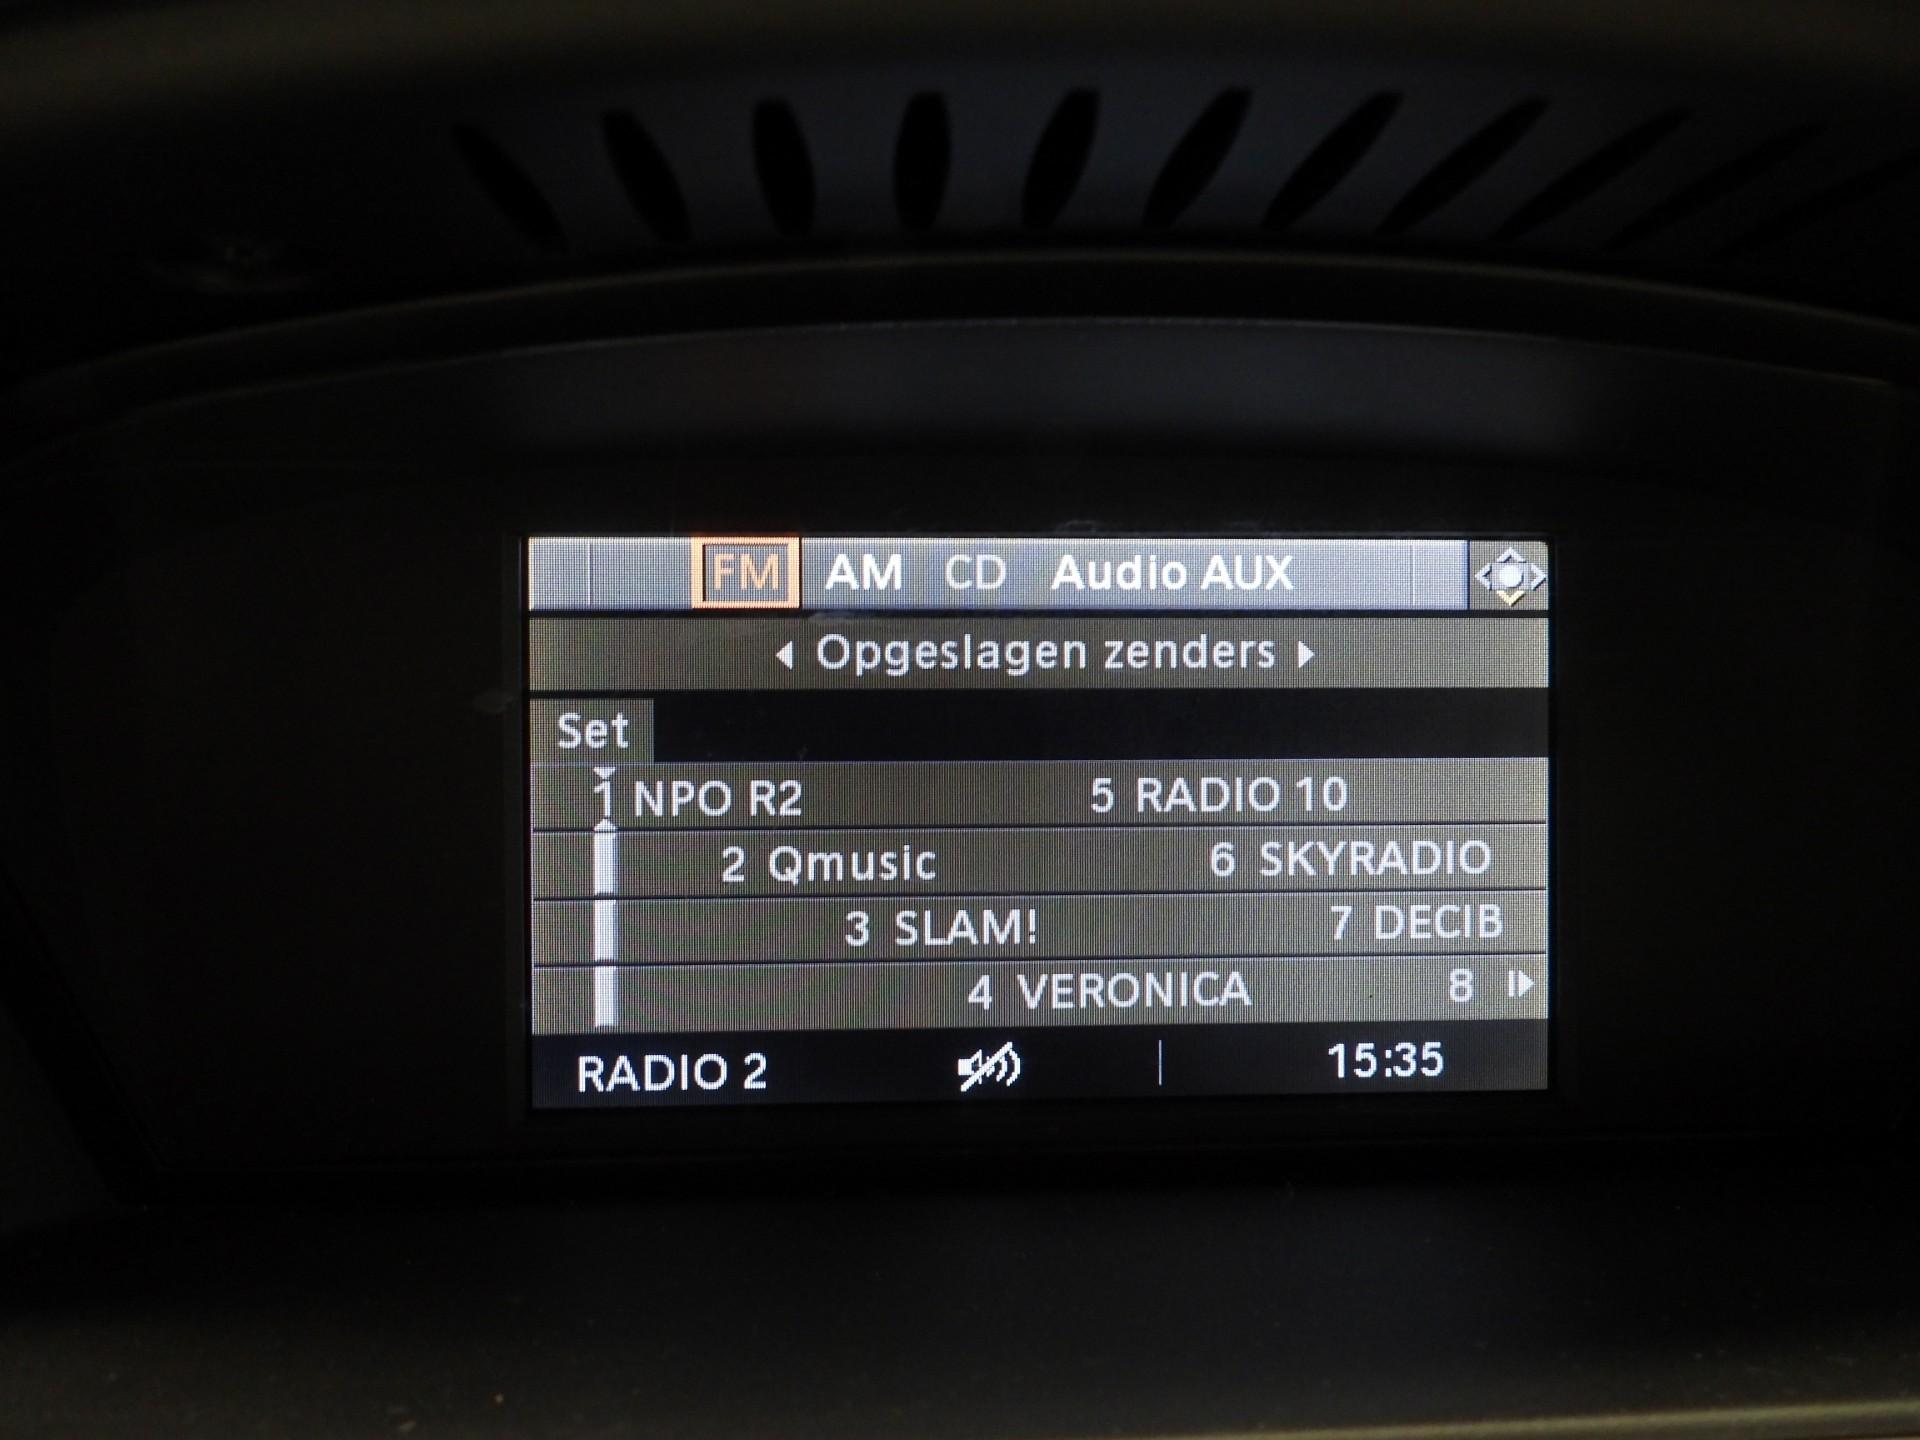 FM AM CD Audio AUX
Opgeslagen zenders
Set
1 NPO R2 5 RADIO 10
2 Qmusic 6 SKYRADIO
3 SLAM! 7 DECIB
4 VERONICA 8
RADIO 2 15:35